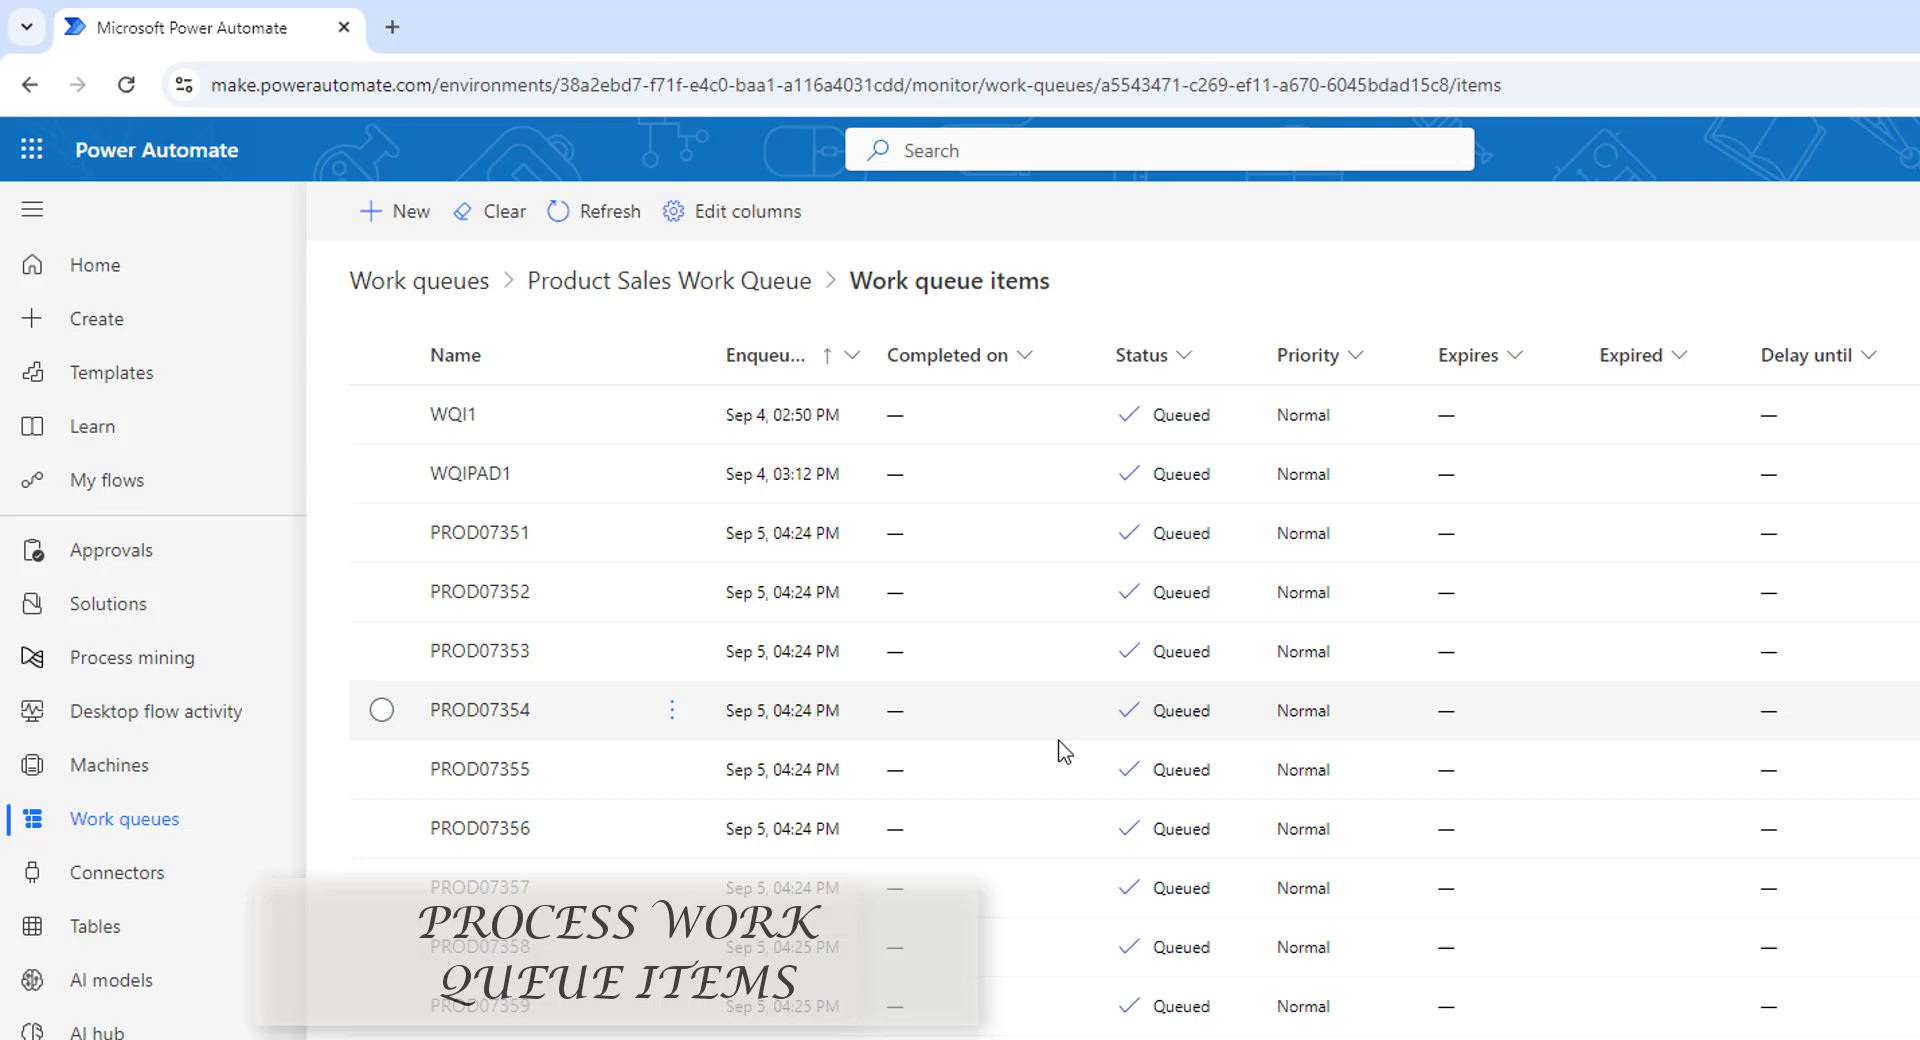 Microsoft Power Automate
make.powerautomate.com/environments/38a2ebd7-f71f-e4c0-baa1-a116a4031cdd/monitor/work-queues/a5543471-c269-ef11-a670-6045bdad15c8/items
Power Automate
Search
New Clear Refresh Edit columns
Home
Create
Templates
Learn
My flows
Approvals
Solutions
Process mining
Desktop flow activity
Machines
Work queues
Connectors
Tables
AI models
AI hub
Work queues > Product Sales Work Queue > Work queue items
Name Enqueu... ↑ Completed on Status Priority Expires Expired Delay until
WQI1 Sep 4, 02:50 PM — Queued Normal — —
WQIPAD1 Sep 4, 03:12 PM — Queued Normal — —
PROD07351 Sep 5, 04:24 PM — Queued Normal — —
PROD07352 Sep 5, 04:24 PM — Queued Normal — —
PROD07353 Sep 5, 04:24 PM — Queued Normal — —
PROD07354 Sep 5, 04:24 PM — Queued Normal — —
PROD07355 Sep 5, 04:24 PM — Queued Normal — —
PROD07356 Sep 5, 04:24 PM — Queued Normal — —
PROD07357 Sep 5, 04:24 PM — Queued Normal — —
PROD07358 Sep 5, 04:25 PM — Queued Normal — —
PROD07359 Sep 5, 04:25 PM — Queued Normal — —
PROCESS WORK
QUEUE ITEMS